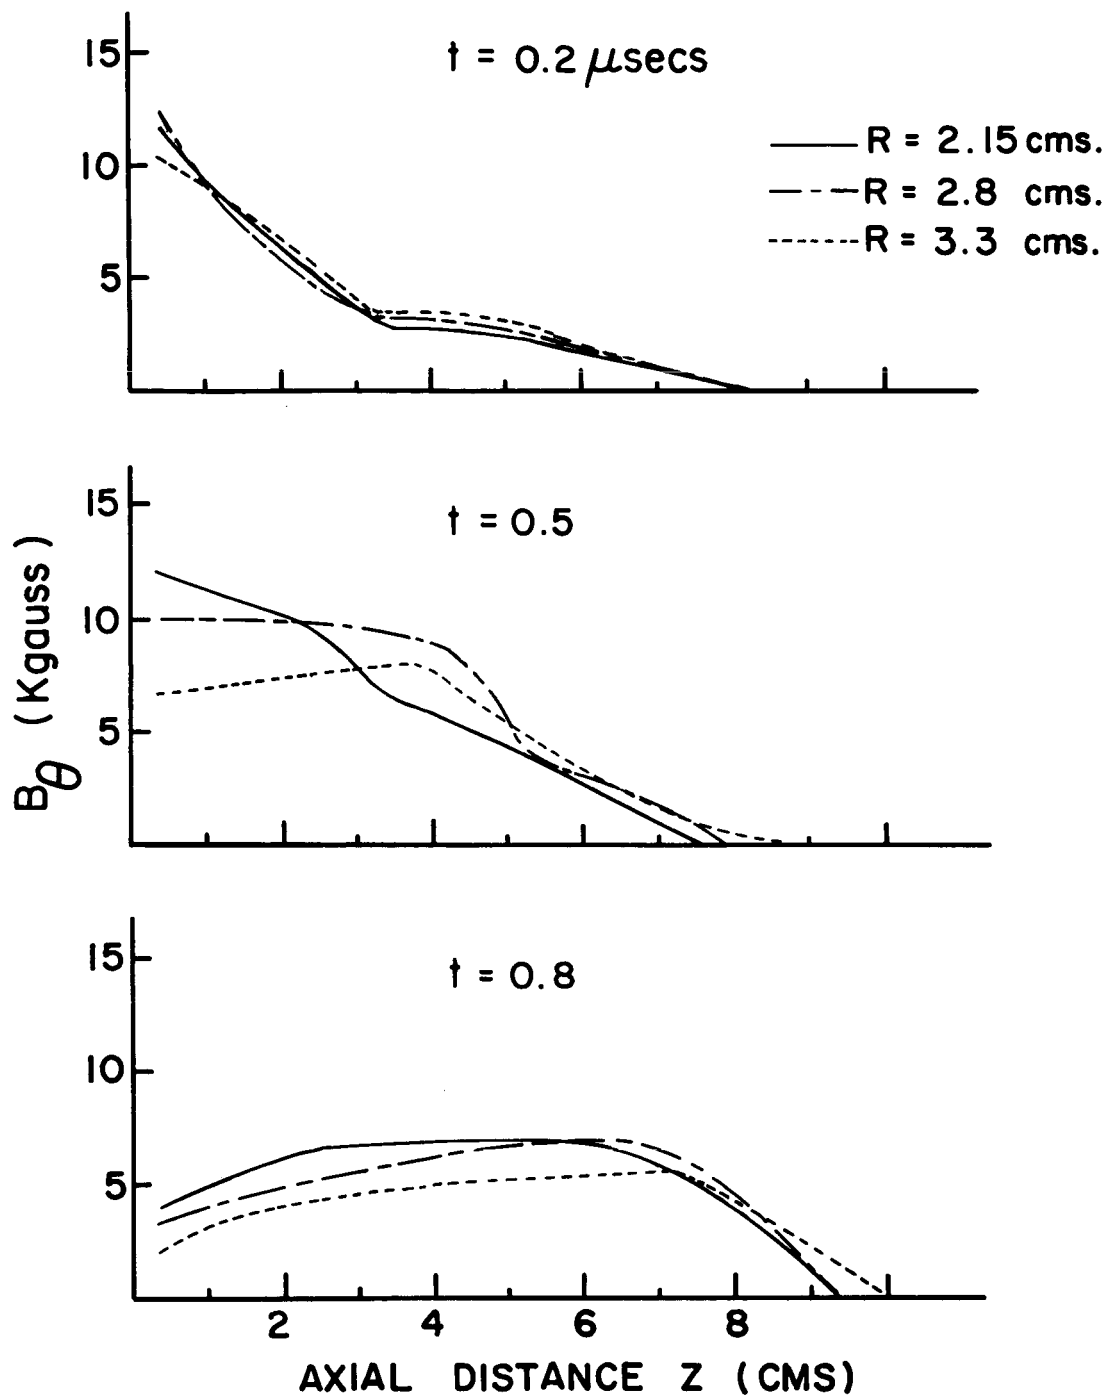 15
10
5
t = 0.2 μsecs
R = 2.15 cms.
R = 2.8 cms.
R = 3.3 cms.
15
10
5
t = 0.5
Bθ (Kgauss)
15
10
5
t = 0.8
2 4 6 8
AXIAL DISTANCE Z (CMS)